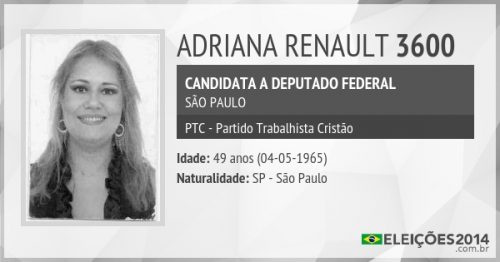 ADRIANA RENAULT 3600
CANDIDATA A DEPUTADO FEDERAL
SÃO PAULO
PTC - Partido Trabalhista Cristão
Idade: 49 anos (04-05-1965)
Naturalidade: SP - São Paulo
ELEIÇÕES2014
.com.br